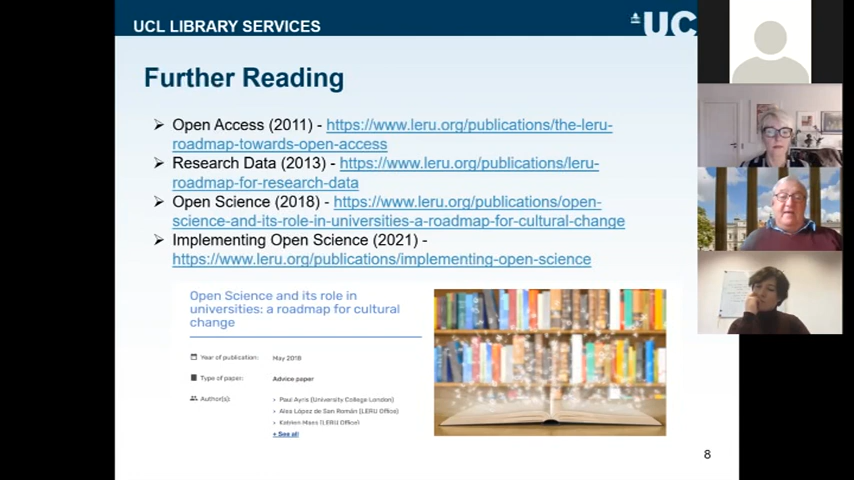 UCL LIBRARY SERVICES
UC
Further Reading
➢ Open Access (2011) - https://www.leru.org/publications/the-leru-
roadmap-towards-open-access
➢ Research Data (2013) - https://www.leru.org/publications/leru-
roadmap-for-research-data
➢ Open Science (2018) - https://www.leru.org/publications/open-
science-and-its-role-in-universities-a-roadmap-for-cultural-change
➢ Implementing Open Science (2021) -
https://www.leru.org/publications/implementing-open-science
Open Science and its role in
universities: a roadmap for cultural
change
Year of publication: May 2018
Type of paper: Advice paper
Author(s): › Paul Ayris (University College London)
› Alea López de San Román (LERU Office)
› Katrien Maes (LERU Office)
+ See all
8